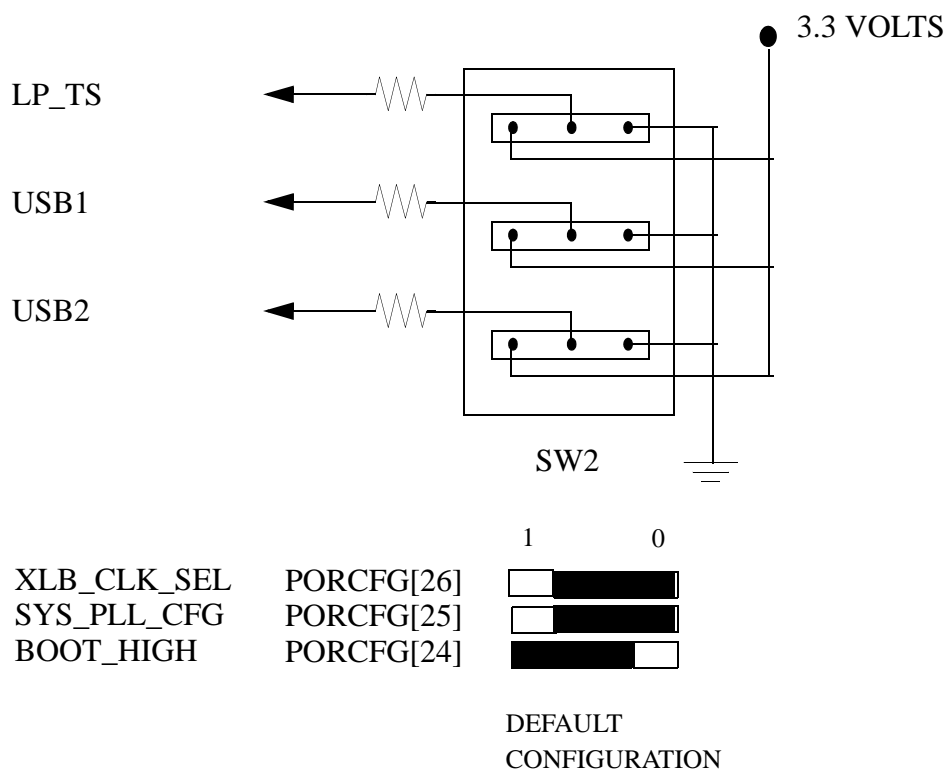 3.3 VOLTS
LP_TS
USB1
USB2
SW2
1 0
XLB_CLK_SEL PORCFG[26]
SYS_PLL_CFG PORCFG[25]
BOOT_HIGH PORCFG[24]
DEFAULT
CONFIGURATION